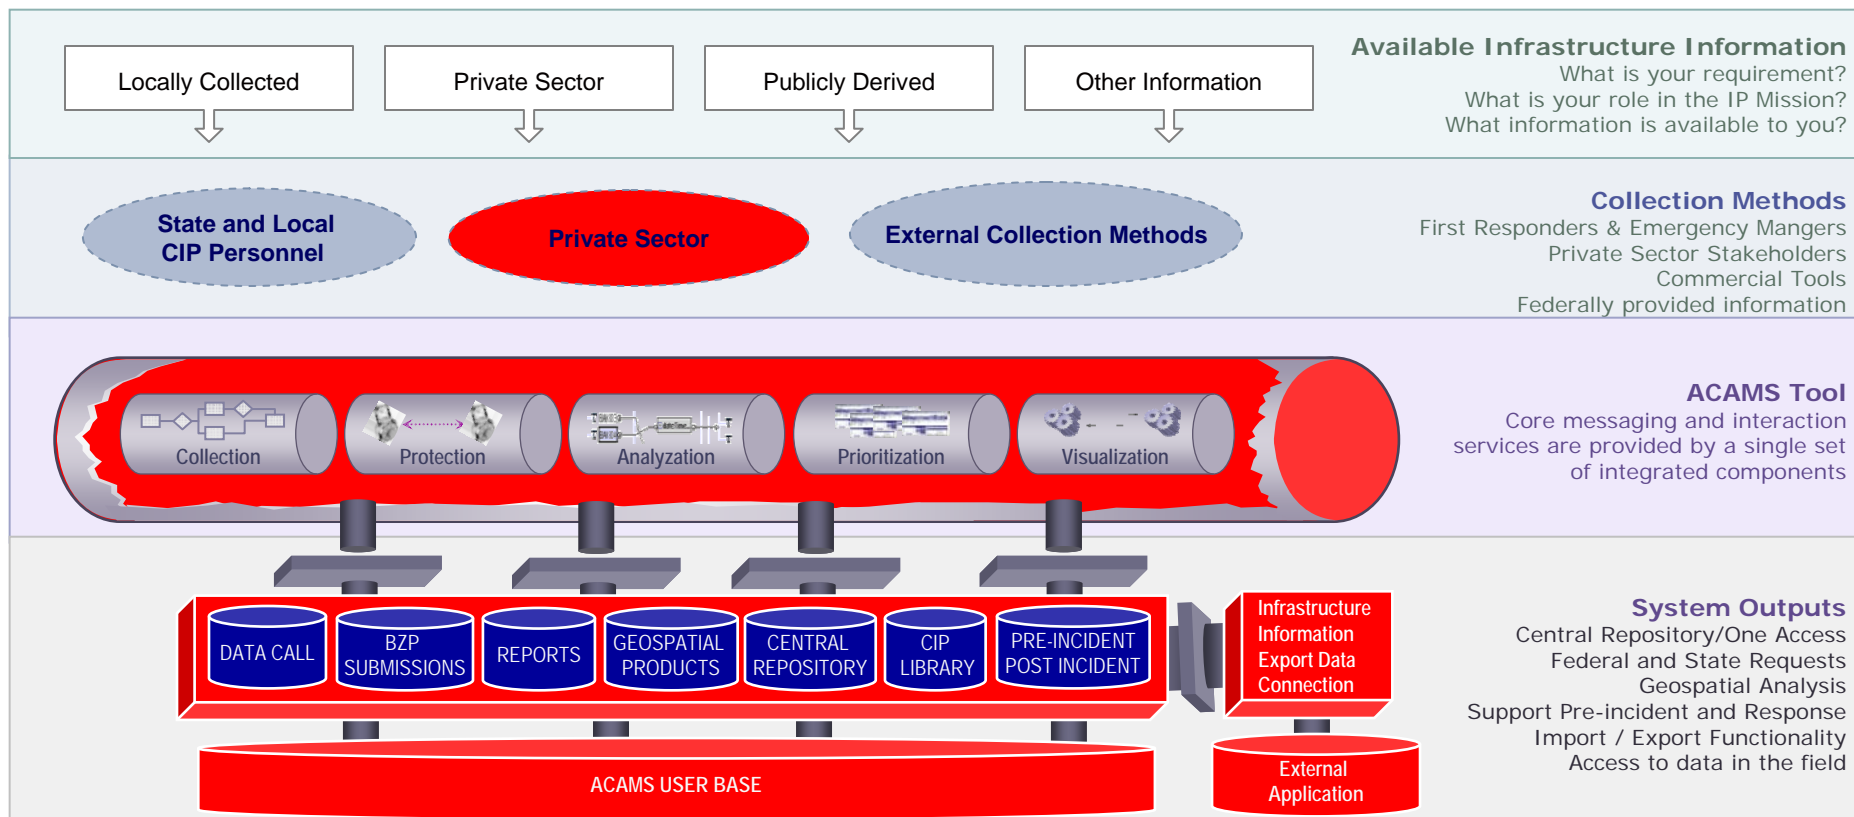 Locally Collected
Private Sector
Publicly Derived
Other Information
Available Infrastructure Information
What is your requirement?
What is your role in the IP Mission?
What information is available to you?
State and Local
CIP Personnel
Private Sector
External Collection Methods
Collection Methods
First Responders & Emergency Mangers
Private Sector Stakeholders
Commercial Tools
Federally provided information
Collection
Protection
Analyzation
Prioritization
Visualization
ACAMS Tool
Core messaging and interaction
services are provided by a single set
of integrated components
DATA CALL
BZP
SUBMISSIONS
REPORTS
GEOSPATIAL
PRODUCTS
CENTRAL
REPOSITORY
CIP
LIBRARY
PRE-INCIDENT
POST INCIDENT
Infrastructure
Information
Export Data
Connection
System Outputs
Central Repository/One Access
Federal and State Requests
Geospatial Analysis
Support Pre-incident and Response
Import / Export Functionality
Access to data in the field
ACAMS USER BASE
External
Application